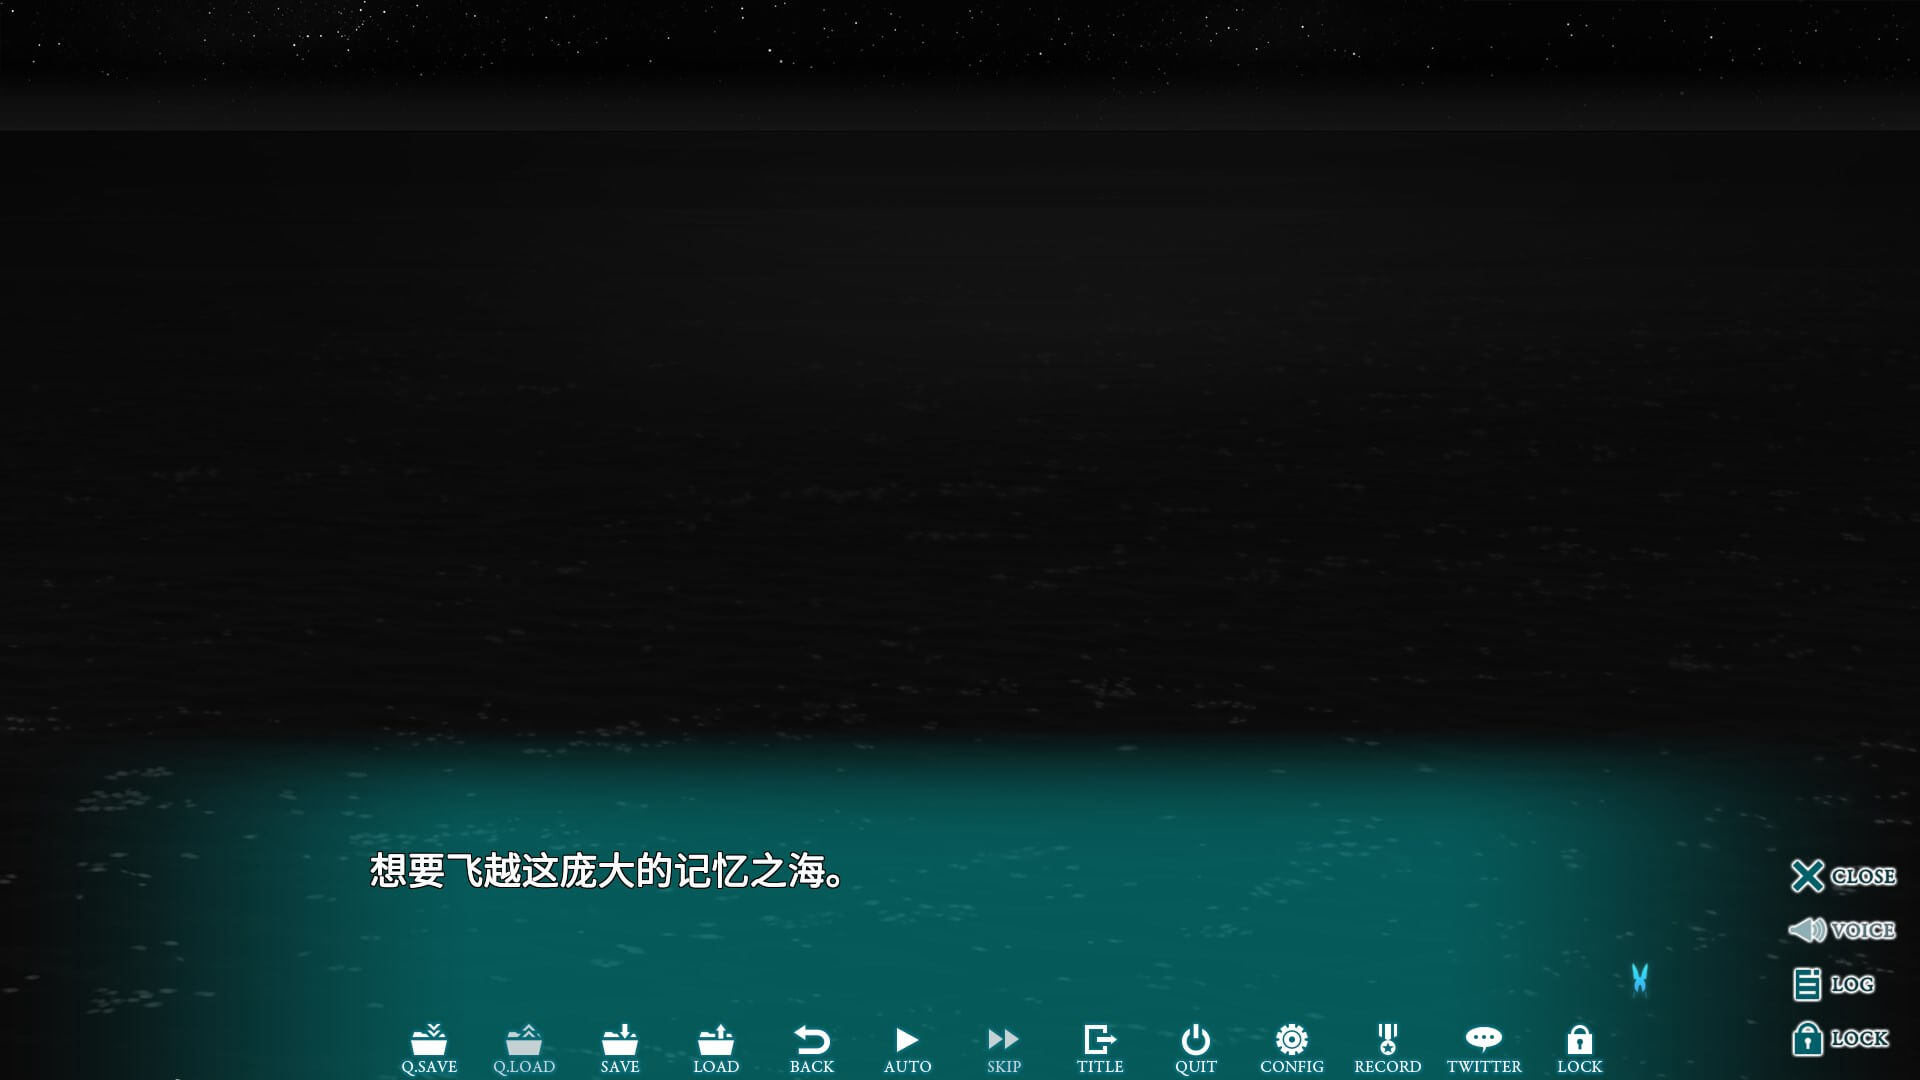 想要飞越这庞大的记忆之海。
CLOSE
VOICE
LOG
LOCK
Q.SAVE Q.LOAD SAVE LOAD BACK AUTO SKIP TITLE QUIT CONFIG RECORD TWITTER LOCK